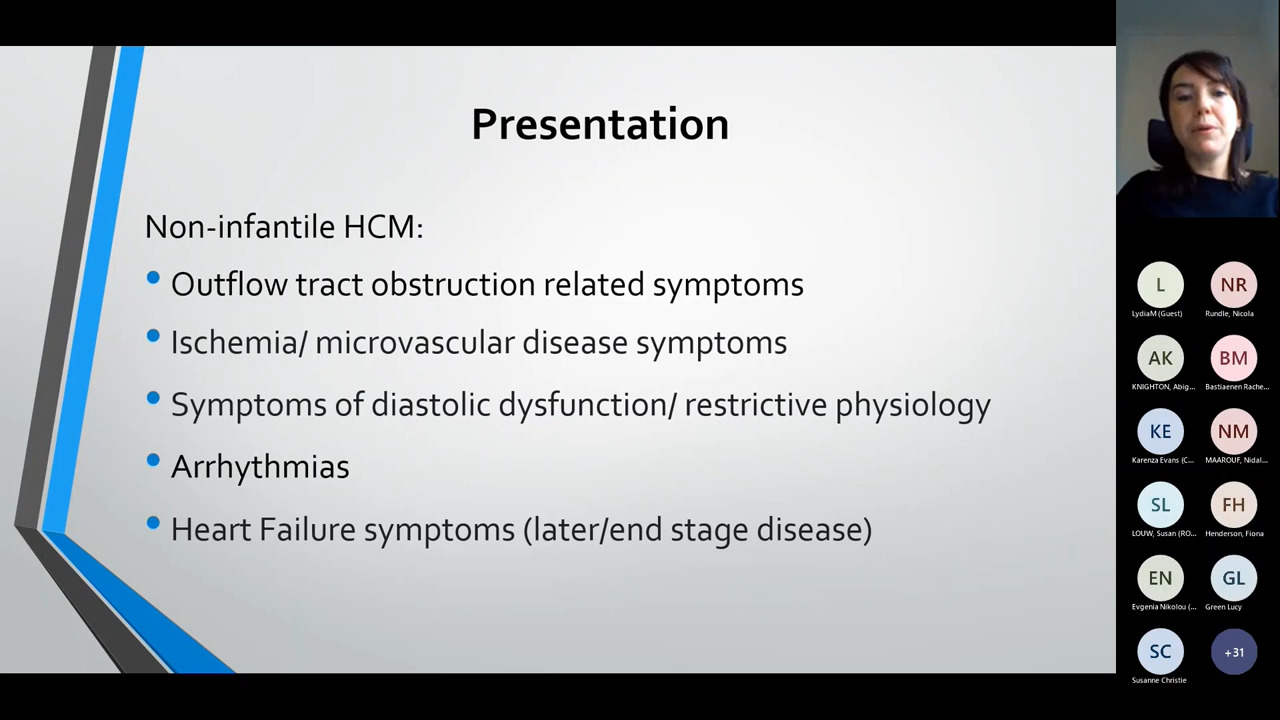 Presentation
Non-infantile HCM:
Outflow tract obstruction related symptoms
Ischemia/ microvascular disease symptoms
Symptoms of diastolic dysfunction/ restrictive physiology
Arrhythmias
Heart Failure symptoms (later/end stage disease)
L NR
LydiaM (Guest) Rundle, Nicola
AK BM
KNIGHTON, Abig... Bastiaenen Rache...
KE NM
Karenza Evans (C... MAAROUF, Nidal...
SL FH
LOUW, Susan (RO... Henderson, Fiona
EN GL
Evgenia Nikolou (... Green Lucy
SC +31
Susanne Christie